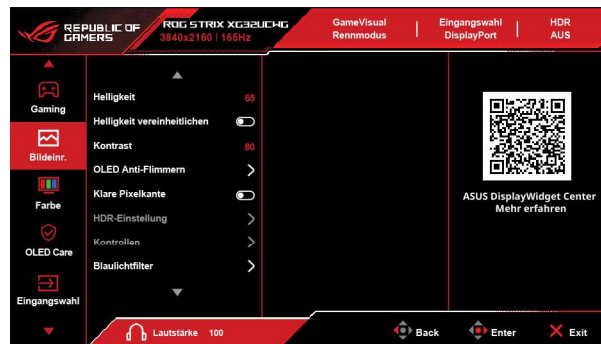 REPUBLIC OF
GAMERS
ROG STRIX XG32UCWG
3840x2160 | 165Hz
GameVisual
Rennmodus
Eingangswahl
DisplayPort
HDR
AUS
Gaming
Bildeinr.
Farbe
OLED Care
Eingangswahl
Helligkeit 65
Helligkeit vereinheitlichen
Kontrast 80
OLED Anti-Flimmern
Klare Pixelkante
HDR-Einstellung
Kontrollen
Blaulichtfilter
ASUS DisplayWidget Center
Mehr erfahren
Lautstärke 100
Back
Enter
Exit